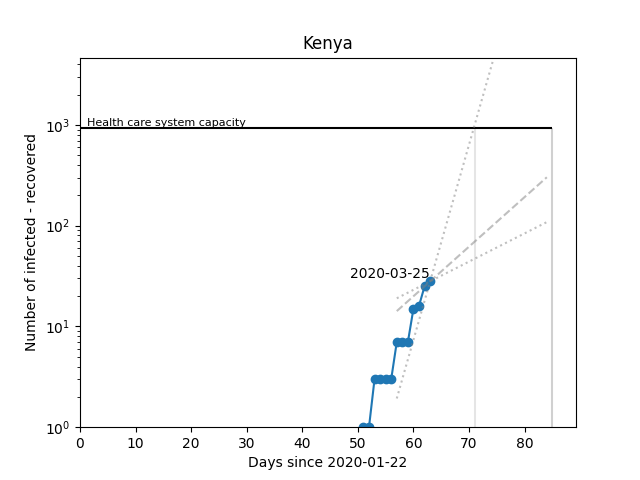 Kenya
Number of infected - recovered
10³
10²
10¹
10⁰
Health care system capacity
2020-03-25
0 10 20 30 40 50 60 70 80
Days since 2020-01-22